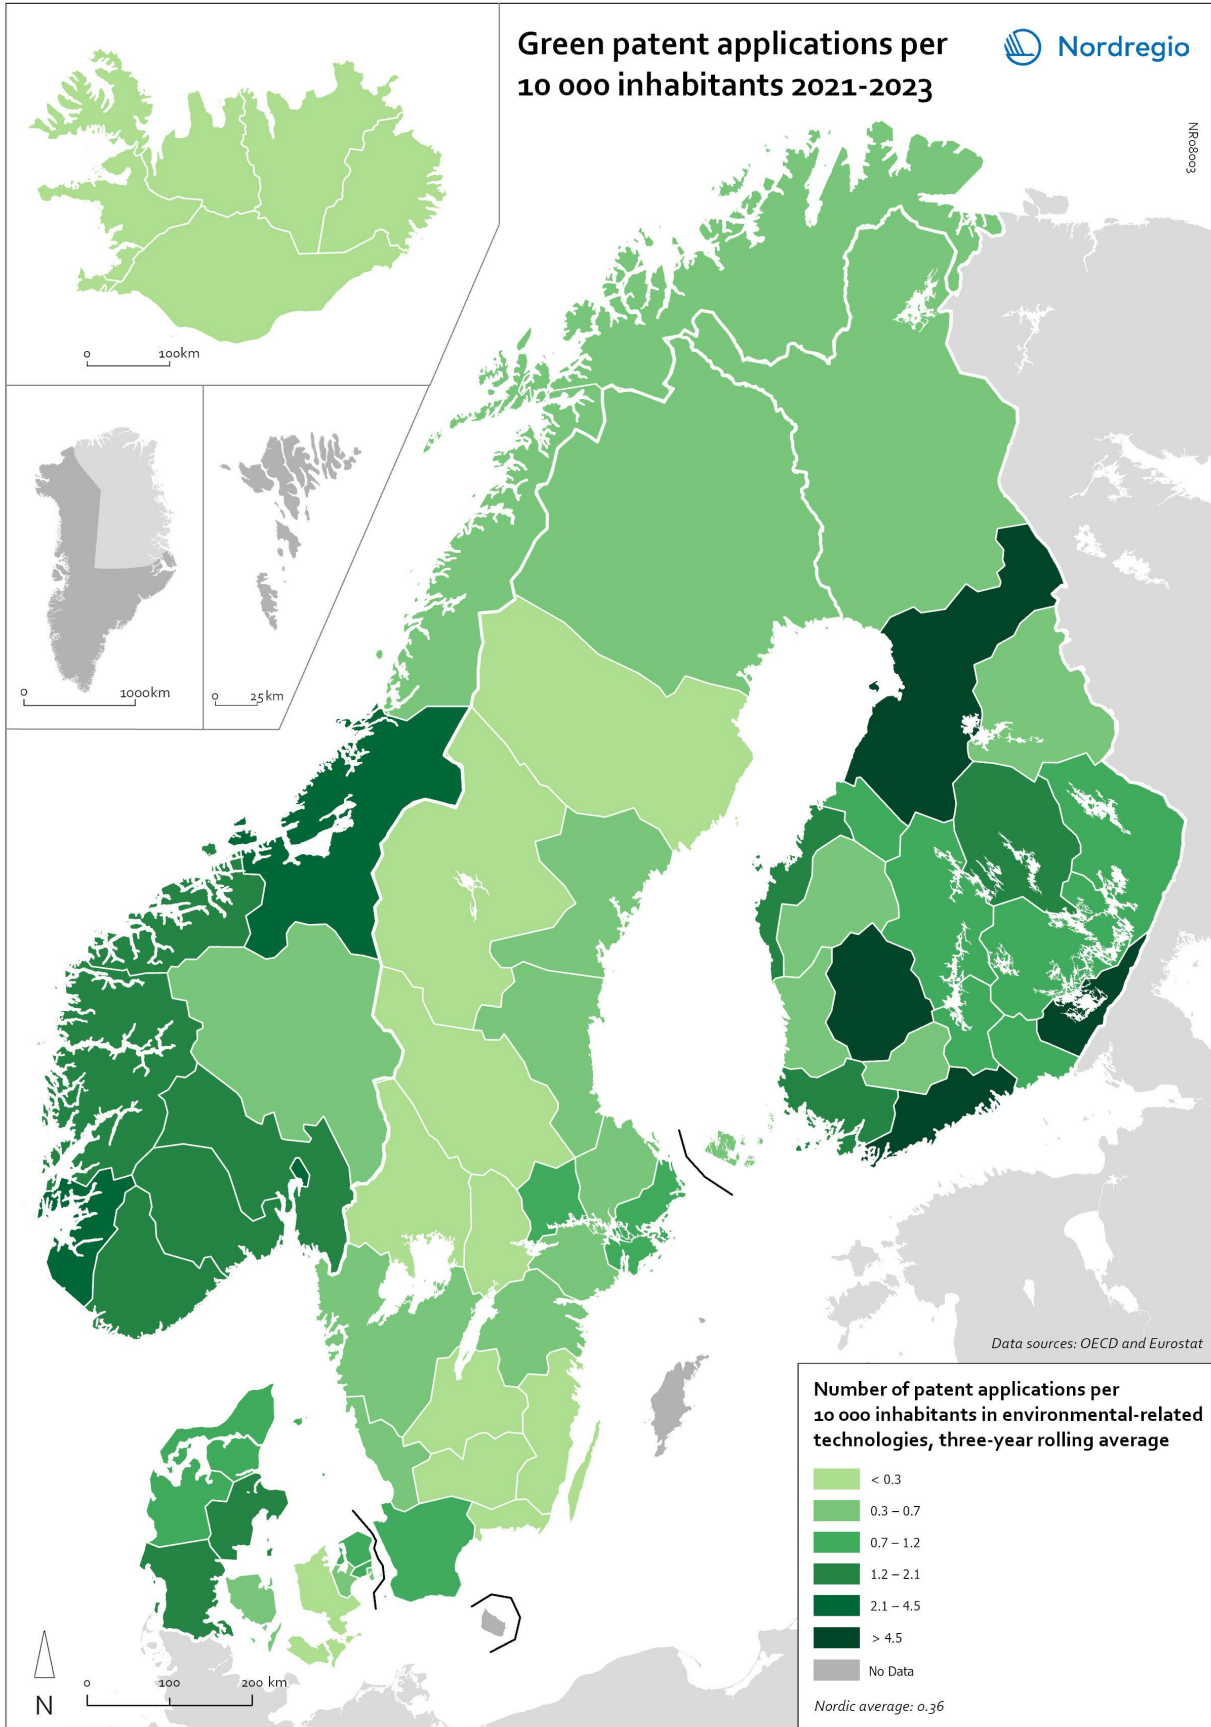 Green patent applications per
10 000 inhabitants 2021-2023
Nordregio
NR08003
0 100km
0 1000km
0 25km
Data sources: OECD and Eurostat
Number of patent applications per
10 000 inhabitants in environmental-related
technologies, three-year rolling average
< 0.3
0.3 – 0.7
0.7 – 1.2
1.2 – 2.1
2.1 – 4.5
> 4.5
No Data
Nordic average: 0.36
N
0 100 200 km